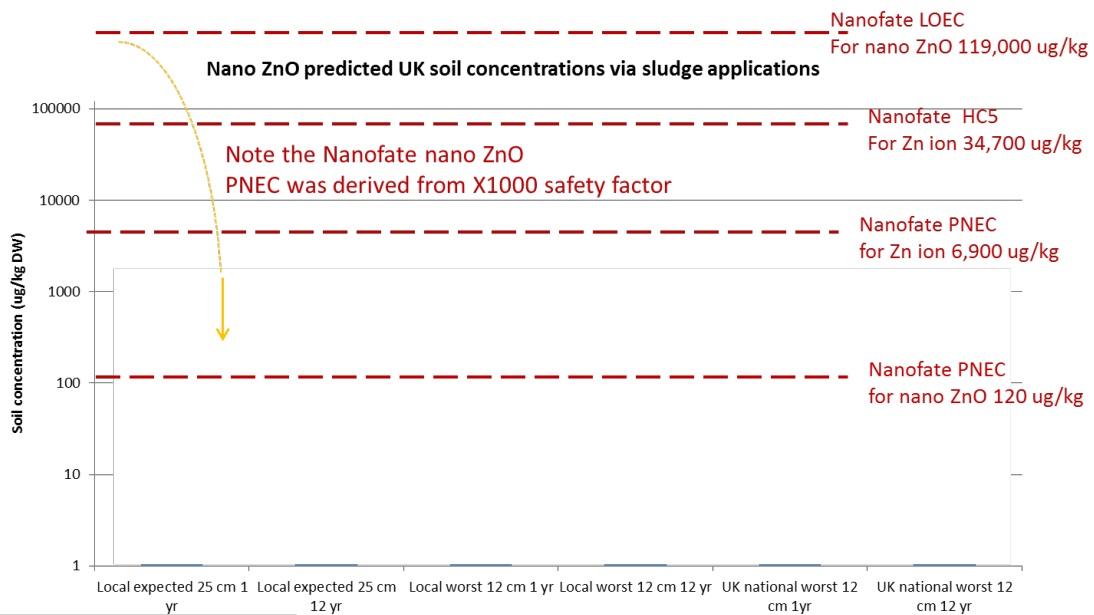 Nanofate LOEC
For nano ZnO 119,000 ug/kg
Nano ZnO predicted UK soil concentrations via sludge applications
100000
Nanofate  HC5
For Zn ion 34,700 ug/kg
Note the Nanofate nano ZnO
PNEC was derived from X1000 safety factor
10000
Nanofate PNEC
for Zn ion 6,900 ug/kg
1000
Nanofate PNEC
for nano ZnO 120 ug/kg
100
10
1
Soil concentration (ug/kg DW)
Local expected 25 cm 1
yr
Local expected 25 cm
12 yr
Local worst 12 cm 1 yr
Local worst 12 cm 12 yr
UK national worst 12
cm 1yr
UK national worst 12
cm 12 yr